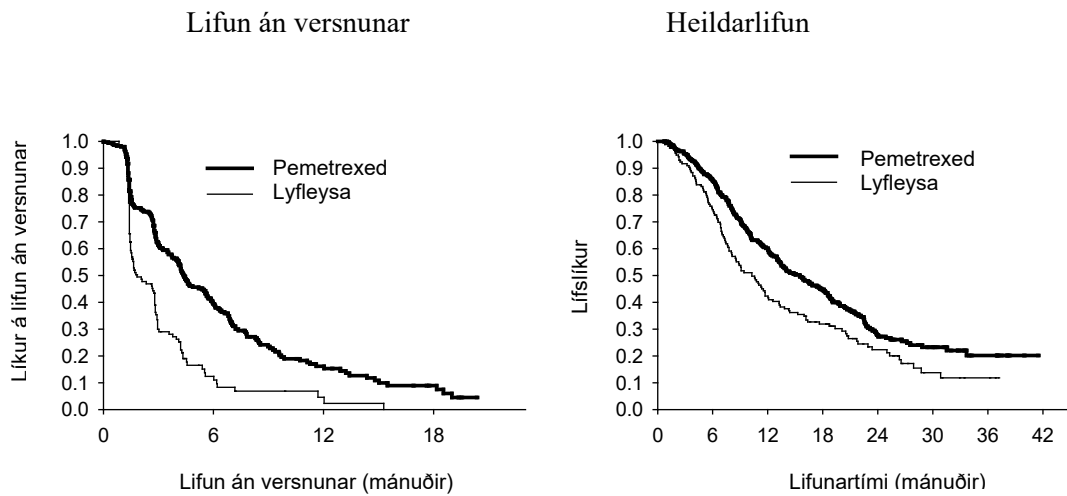 Lifun án versnunar
Heildarlifun
Líkur á lifun án versnunar
1.0
0.9
0.8
0.7
0.6
0.5
0.4
0.3
0.2
0.1
0.0
Pemetrexed
Lyfleysa
0 6 12 18
Lifun án versnunar (mánuðir)
Lífslíkur
1.0
0.9
0.8
0.7
0.6
0.5
0.4
0.3
0.2
0.1
0.0
Pemetrexed
Lyfleysa
0 6 12 18 24 30 36 42
Lifunartími (mánuðir)